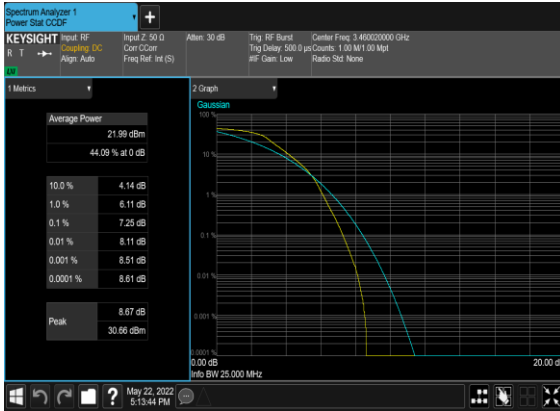 Spectrum Analyzer 1
Power Stat CCDF
+
KEYSIGHT Input: RF Input Z: 50 Ω Atten: 30 dB Trig: RF Burst Center Freq: 3.460020000 GHz
R T Coupling: DC Corr CCorr Trig Delay: 500.0 µs Counts: 1.00 M/1.00 Mpt
Align: Auto Freq Ref: Int (S) #IF Gain: Low Radio Std: None
1 Metrics
2 Graph
Average Power
21.99 dBm
44.09 % at 0 dB
10.0 % 4.14 dB
1.0 % 6.11 dB
0.1 % 7.25 dB
0.01 % 8.11 dB
0.001 % 8.51 dB
0.0001 % 8.61 dB
Peak
8.67 dB
30.66 dBm
Gaussian
100 %
10 %
1 %
0.1 %
0.01 %
0.001 %
0.0001 %
0.00 dB 20.00 d
Info BW 25.000 MHz
? May 22, 2022
5:13:44 PM